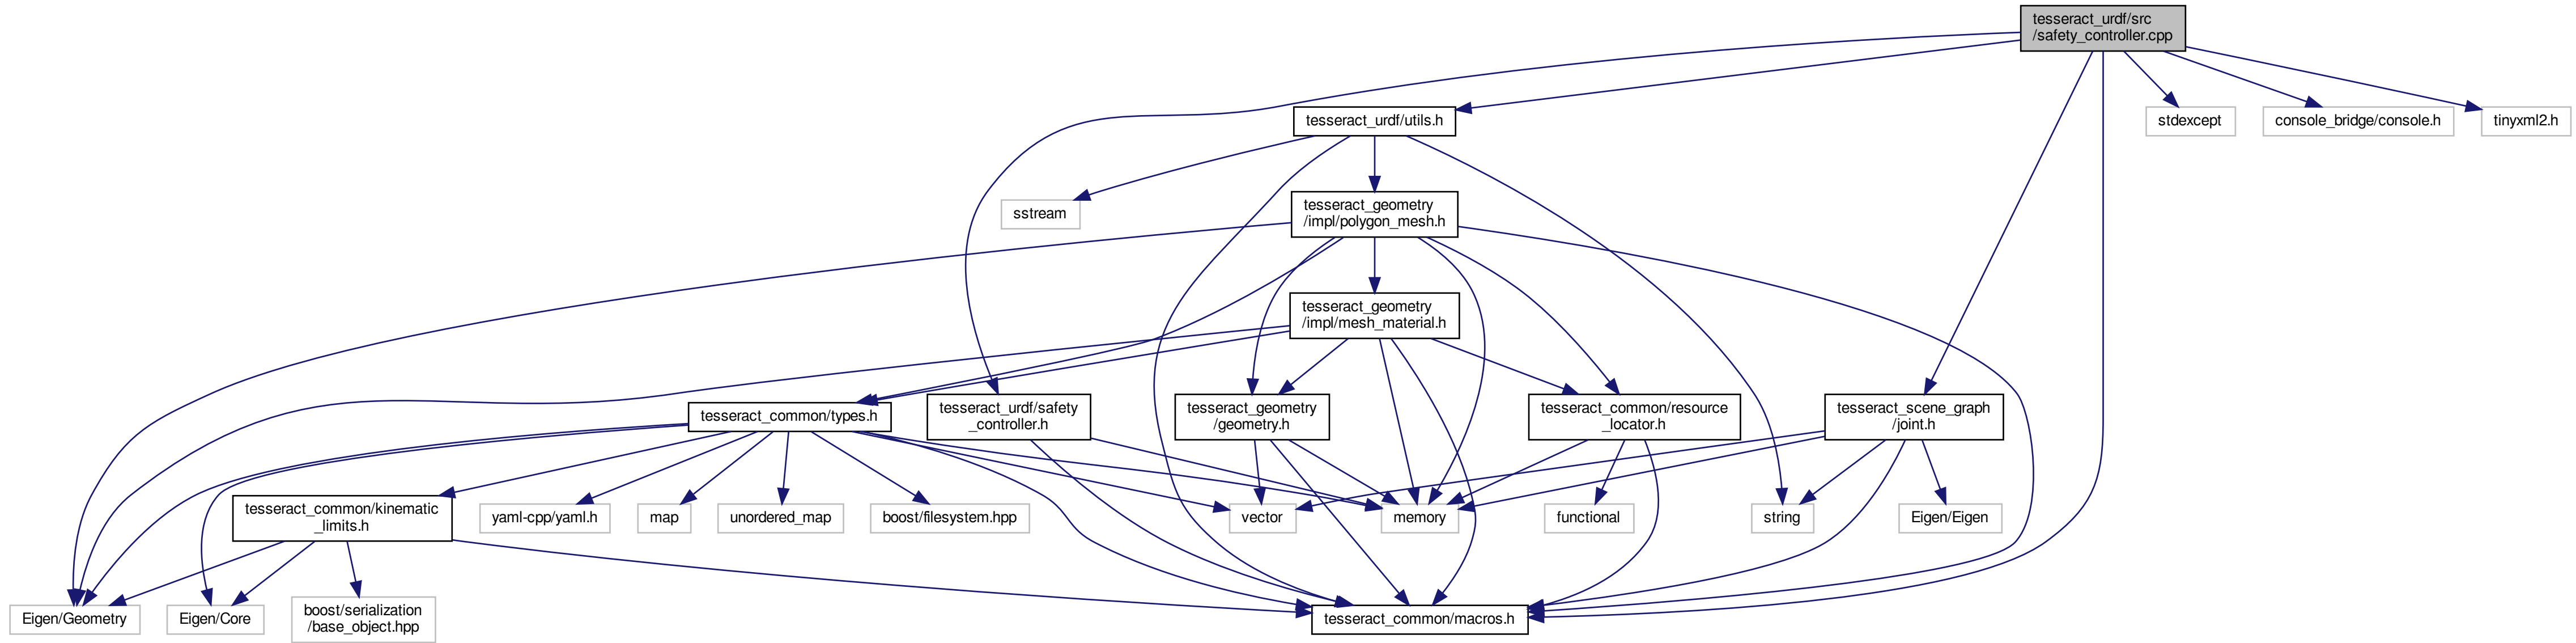 tesseract_urdf/src
/safety_controller.cpp
tesseract_urdf/utils.h
stdexcept
console_bridge/console.h
tinyxml2.h
sstream
tesseract_geometry
/impl/polygon_mesh.h
tesseract_geometry
/impl/mesh_material.h
tesseract_common/types.h
tesseract_urdf/safety
_controller.h
tesseract_geometry
/geometry.h
tesseract_common/resource
_locator.h
tesseract_scene_graph
/joint.h
tesseract_common/kinematic
_limits.h
yaml-cpp/yaml.h
map
unordered_map
boost/filesystem.hpp
vector
memory
functional
string
Eigen/Eigen
Eigen/Geometry
Eigen/Core
boost/serialization
/base_object.hpp
tesseract_common/macros.h